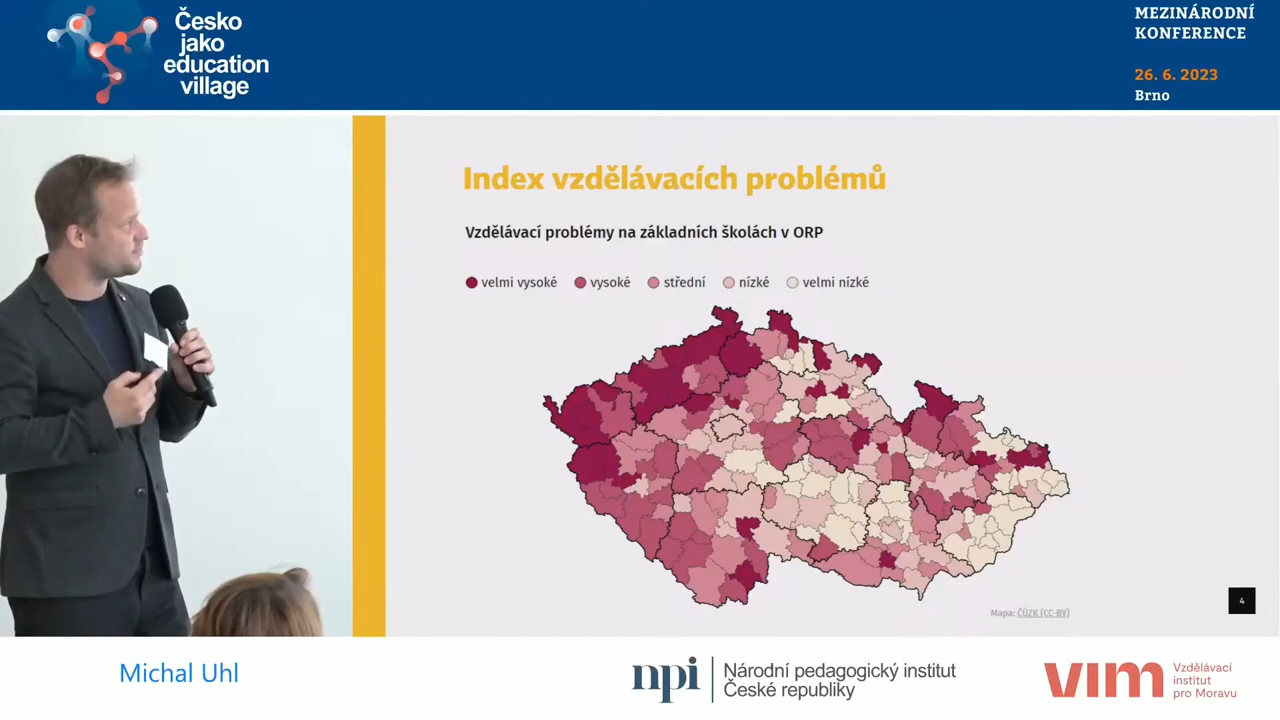 Česko
jako
education
village
MEZINÁRODNÍ
KONFERENCE
26. 6. 2023
Brno
Index vzdělávacích problémů
Vzdělávací problémy na základních školách v ORP
velmi vysoké vysoké střední nízké velmi nízké
Mapa: ČÚZK (CC-BY)
4
Michal Uhl
npi
Národní pedagogický institut
České republiky
vim
Vzdělávací
institut
pro Moravu